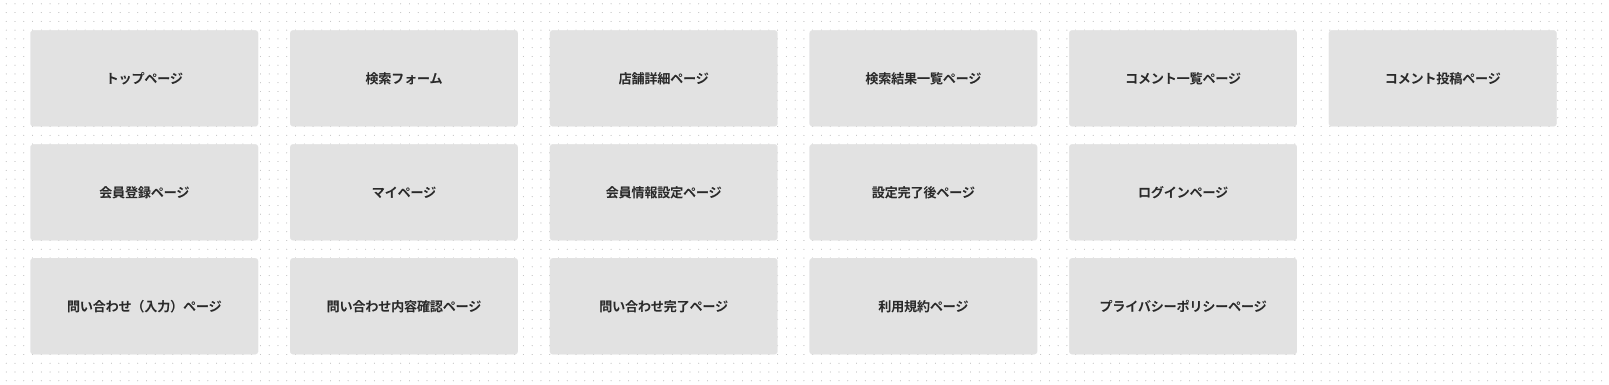 トップページ
検索フォーム
店舗詳細ページ
検索結果一覧ページ
コメント一覧ページ
コメント投稿ページ
会員登録ページ
マイページ
会員情報設定ページ
設定完了後ページ
ログインページ
問い合わせ（入力）ページ
問い合わせ内容確認ページ
問い合わせ完了ページ
利用規約ページ
プライバシーポリシーページ